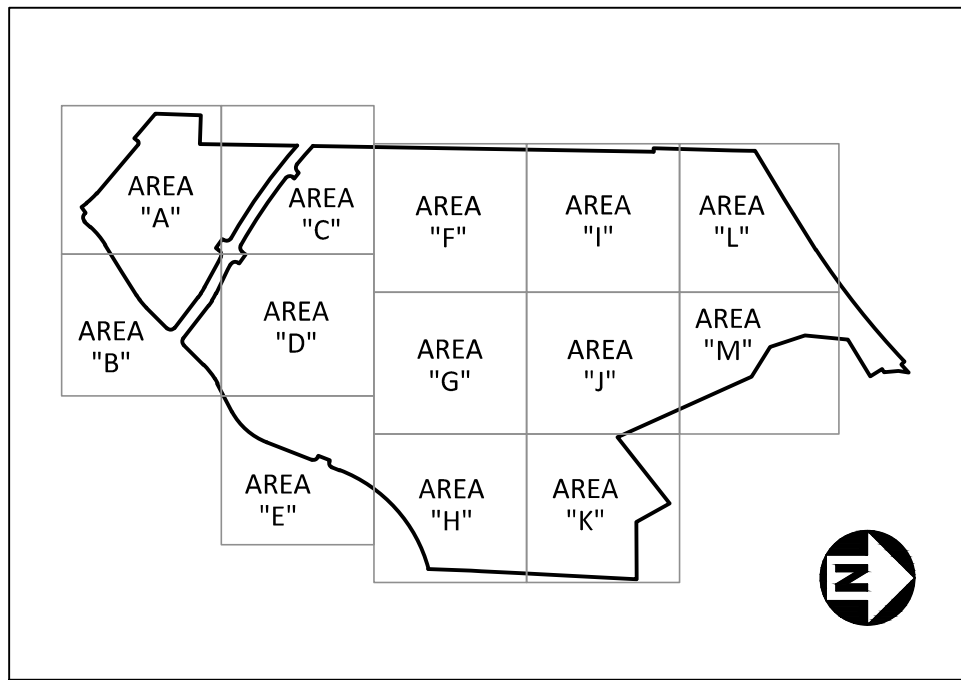 AREA
"A"
AREA
"B"
AREA
"C"
AREA
"D"
AREA
"E"
AREA
"F"
AREA
"G"
AREA
"H"
AREA
"I"
AREA
"J"
AREA
"K"
AREA
"L"
AREA
"M"
N